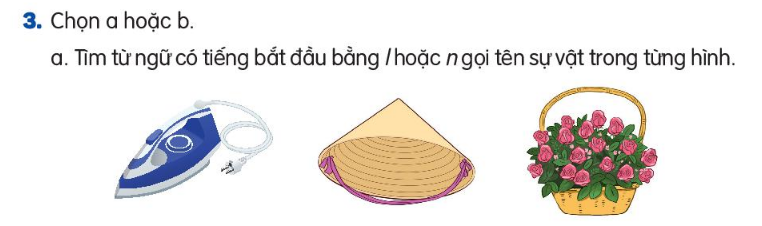 3. Chọn a hoặc b.
a. Tìm từ ngữ có tiếng bắt đầu bằng l hoặc n gọi tên sự vật trong từng hình.